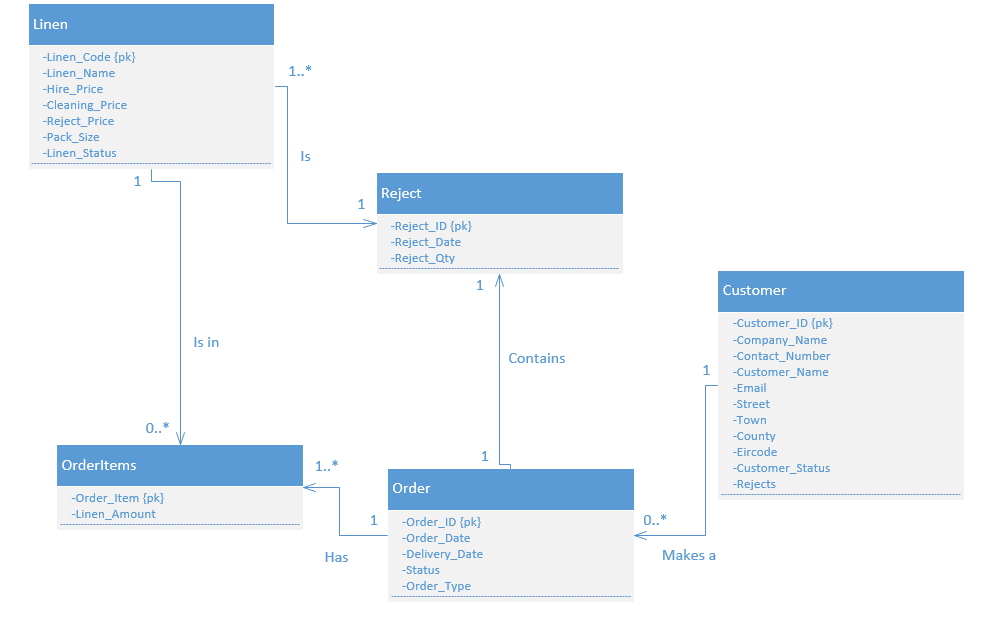 Linen
-Linen_Code {pk}
-Linen_Name
-Hire_Price
-Cleaning_Price
-Reject_Price
-Pack_Size
-Linen_Status
1..*
Is
1
1
Reject
-Reject_ID {pk}
-Reject_Date
-Reject_Qty
1
Contains
1
Customer
-Customer_ID {pk}
-Company_Name
-Contact_Number
-Customer_Name
-Email
-Street
-Town
-County
-Eircode
-Customer_Status
-Rejects
1
Is in
0..*
OrderItems
-Order_Item {pk}
-Linen_Amount
1..*
1
Has
Order
-Order_ID {pk}
-Order_Date
-Delivery_Date
-Status
-Order_Type
0..*
Makes a